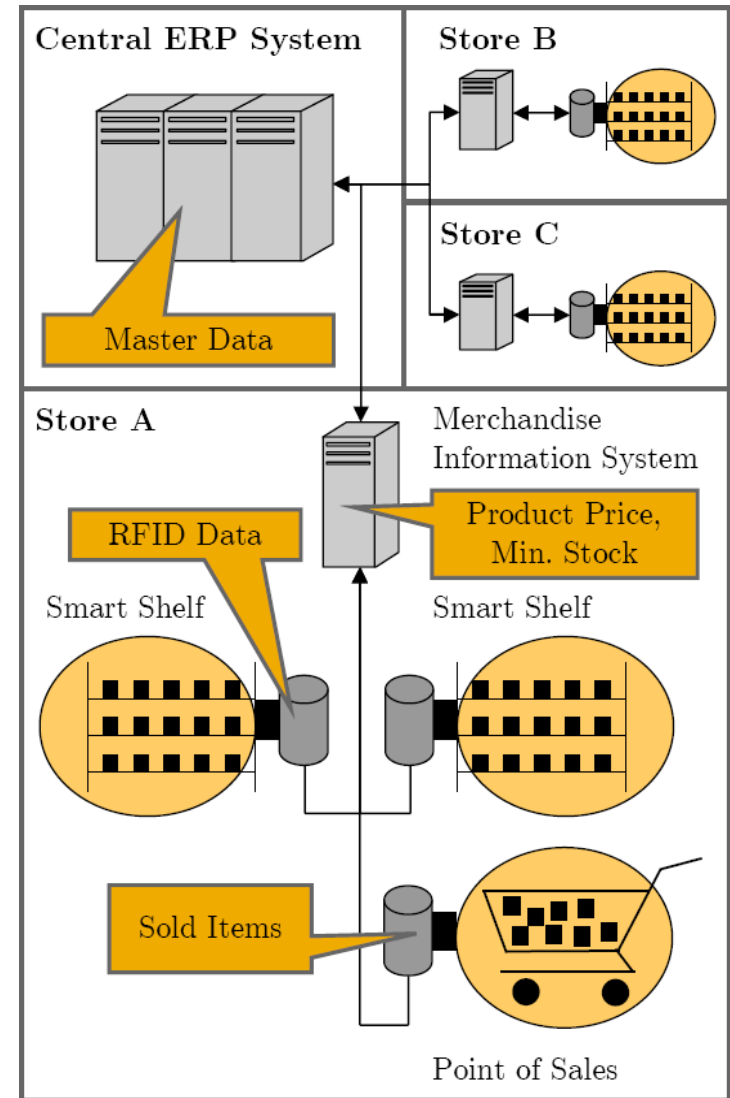 Central ERP System
Store B
Master Data
Store C
Store A
Merchandise
Information System
RFID Data
Product Price,
Min. Stock
Smart Shelf
Smart Shelf
Sold Items
Point of Sales